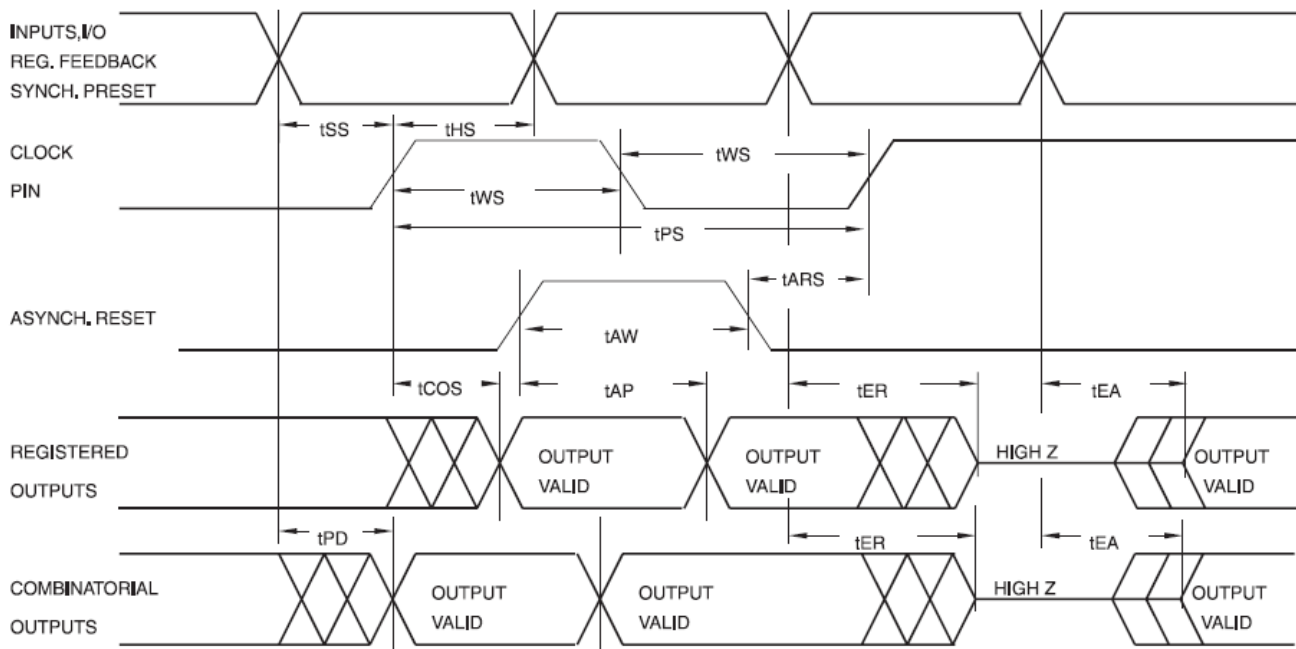 INPUTS,I/O
REG. FEEDBACK
SYNCH. PRESET
tSS
tHS
CLOCK
PIN
tWS
tWS
tPS
tARS
ASYNCH. RESET
tAW
tCOS
tAP
tER
tEA
REGISTERED
OUTPUTS
OUTPUT
VALID
OUTPUT
VALID
HIGH Z
OUTPUT
VALID
tPD
tER
tEA
COMBINATORIAL
OUTPUTS
OUTPUT
VALID
OUTPUT
VALID
HIGH Z
OUTPUT
VALID